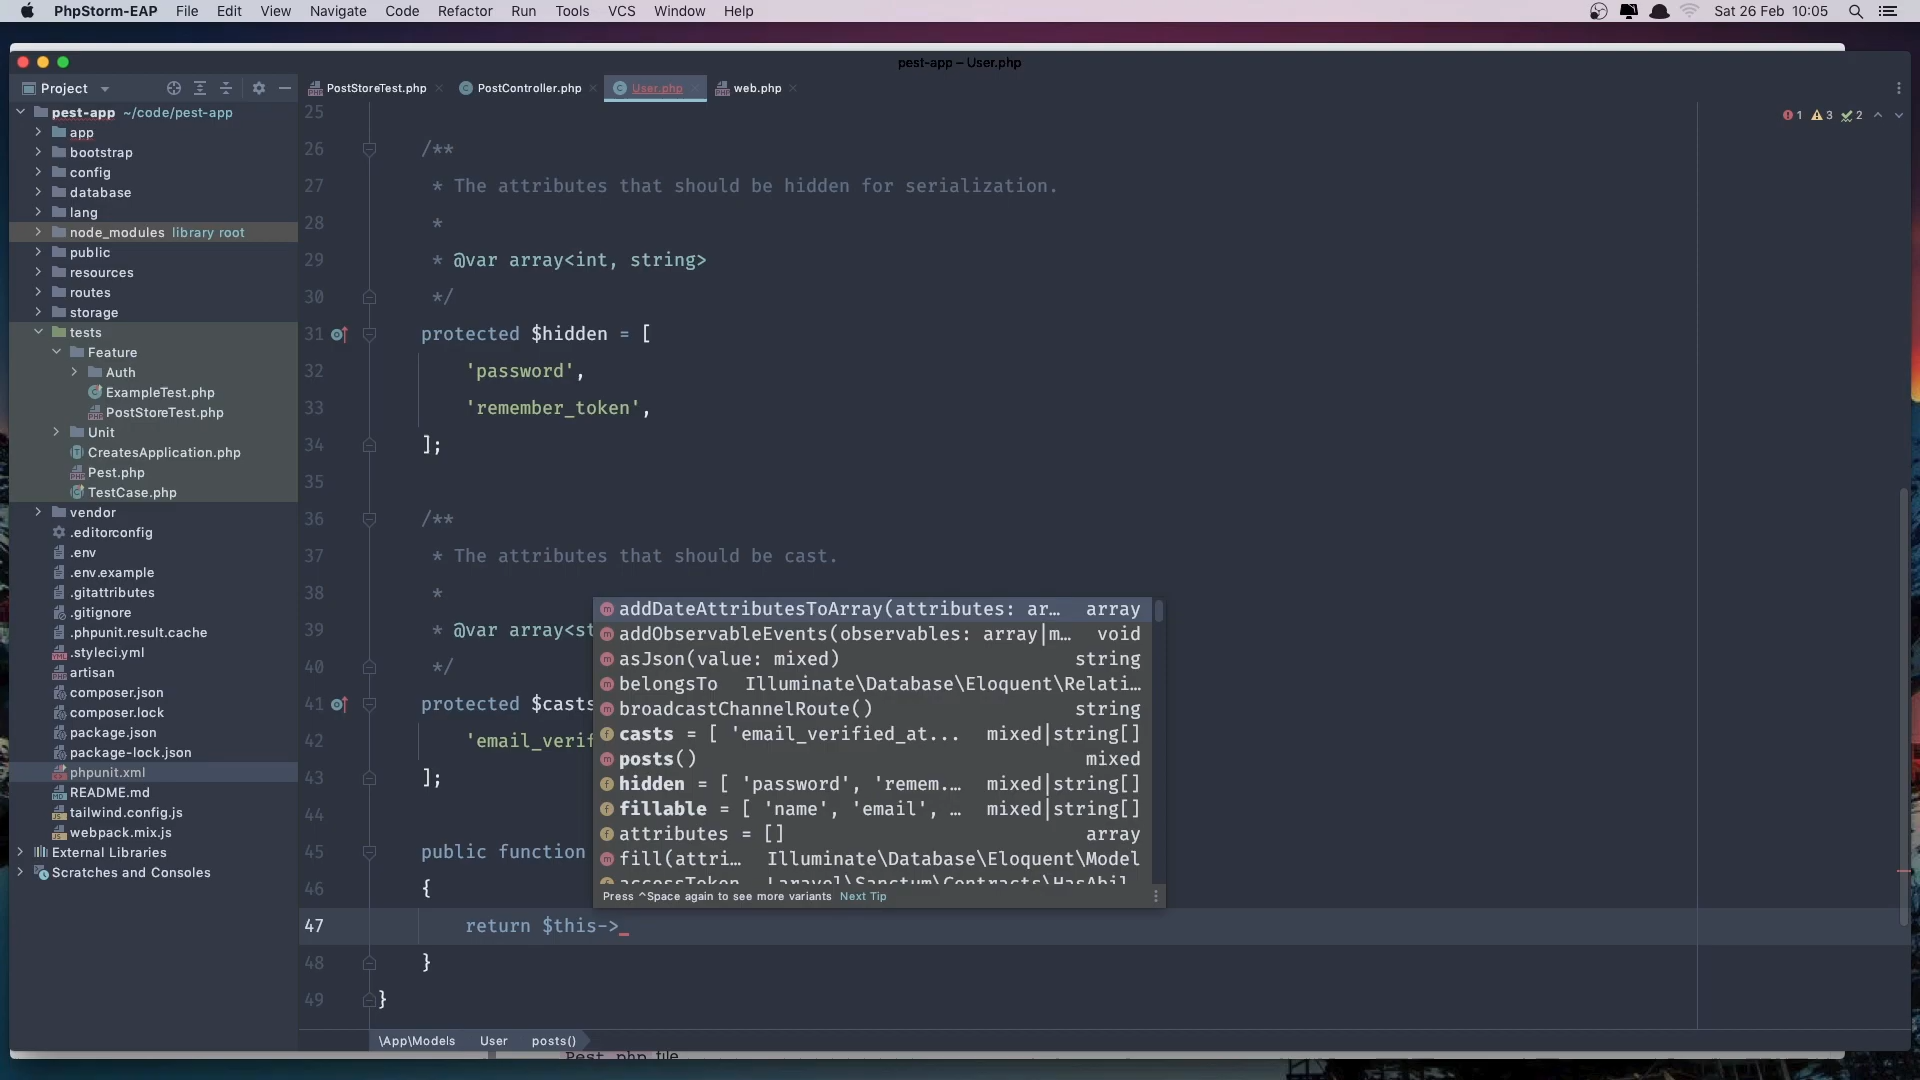 PhpStorm-EAP File Edit View Navigate Code Refactor Run Tools VCS Window Help Sat 26 Feb 10:05
pest-app – User.php
Project PostStoreTest.php PostController.php User.php web.php
1 3 2
pest-app ~/code/pest-app
app
bootstrap
config
database
lang
node_modules library root
public
resources
routes
storage
tests
Feature
Auth
ExampleTest.php
PostStoreTest.php
Unit
CreatesApplication.php
Pest.php
TestCase.php
vendor
.editorconfig
.env
.env.example
.gitattributes
.gitignore
.phpunit.result.cache
.styleci.yml
artisan
composer.json
composer.lock
package.json
package-lock.json
phpunit.xml
README.md
tailwind.config.js
webpack.mix.js
External Libraries
Scratches and Consoles
25
26 /**
27 * The attributes that should be hidden for serialization.
28 *
29 * @var array<int, string>
30 */
31 protected $hidden = [
32 'password',
33 'remember_token',
34 ];
35
36 /**
37 * The attributes that should be cast.
38 *
39 * @var array<st
40 */
41 protected $casts
42 'email_verif
43 ];
44
45 public function
46 {
47 return $this->
48 }
49 }
addDateAttributesToArray(attributes: ar… array
addObservableEvents(observables: array|m… void
asJson(value: mixed) string
belongsTo Illuminate\Database\Eloquent\Relati…
broadcastChannelRoute() string
casts = [ 'email_verified_at... mixed|string[]
posts() mixed
hidden = [ 'password', 'remem.… mixed|string[]
fillable = [ 'name', 'email', … mixed|string[]
attributes = [] array
fill(attri… Illuminate\Database\Eloquent\Model
accessToken Laravel\Sanctum\Contracts\HasAbil
Press ^Space again to see more variants Next Tip
\App\Models User posts()
Pest.php file